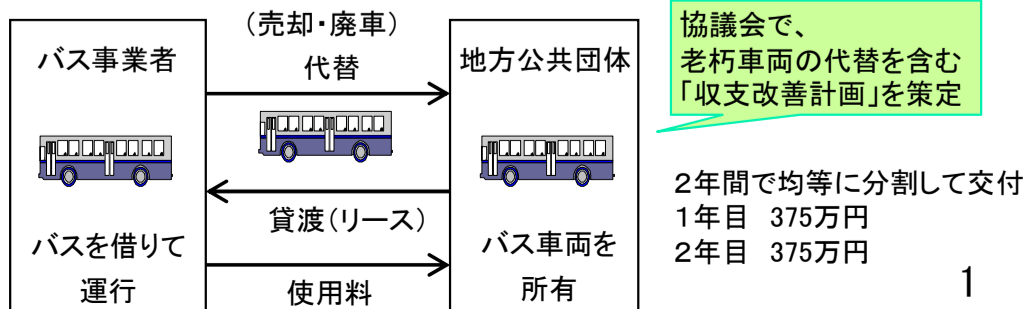 (売却・廃車)
代替
バス事業者
バスを借りて
運行
貸渡(リース)
使用料
地方公共団体
バス車両を
所有
協議会で、
老朽車両の代替を含む
「収支改善計画」を策定
2年間で均等に分割して交付
1年目 375万円
2年目 375万円
1